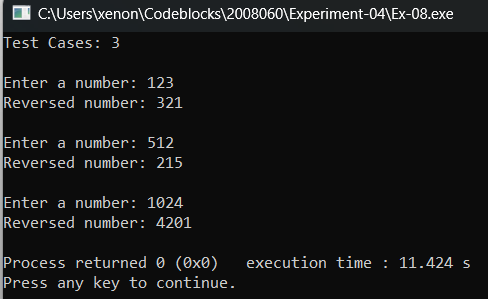 C:\Users\xenon\Codeblocks\2008060\Experiment-04\Ex-08.exe
Test Cases: 3
Enter a number: 123
Reversed number: 321
Enter a number: 512
Reversed number: 215
Enter a number: 1024
Reversed number: 4201
Process returned 0 (0x0)   execution time : 11.424 s
Press any key to continue.